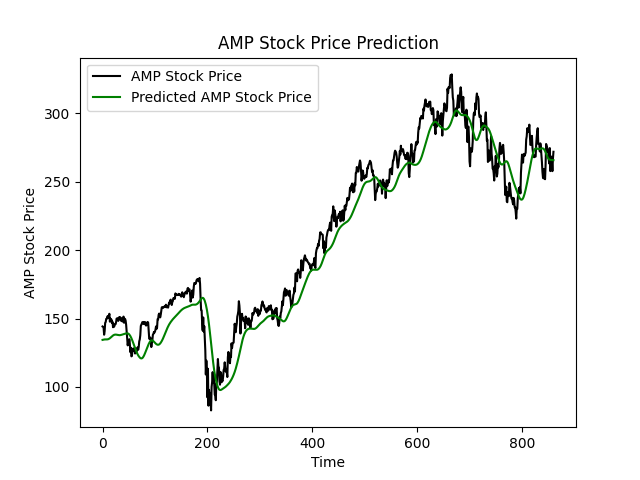 AMP Stock Price Prediction
AMP Stock Price
Predicted AMP Stock Price
AMP Stock Price
300
250
200
150
100
0 200 400 600 800
Time